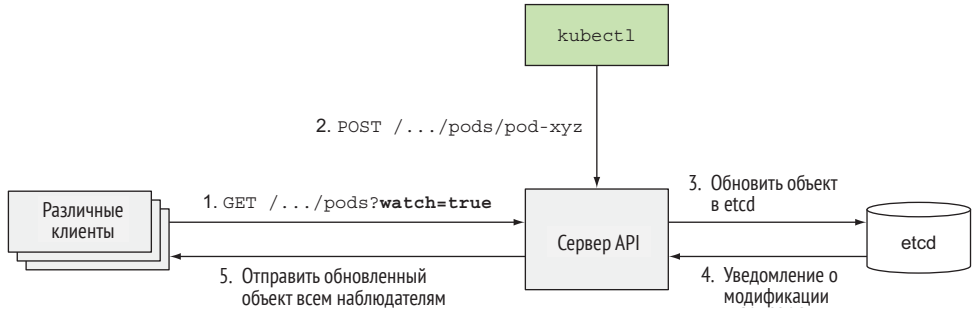 kubectl
2. POST /.../pods/pod-xyz
Различные
клиенты
1. GET /.../pods?watch=true
Сервер API
3. Обновить объект
в etcd
etcd
5. Отправить обновленный
объект всем наблюдателям
4. Уведомление о
модификации